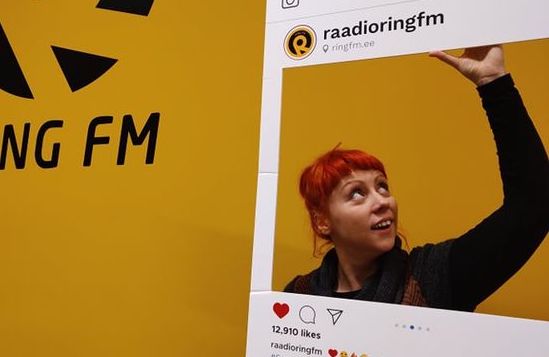 NG FM
raadioringfm
ringfm.ee
12,910 likes
raadioringfm ❤️